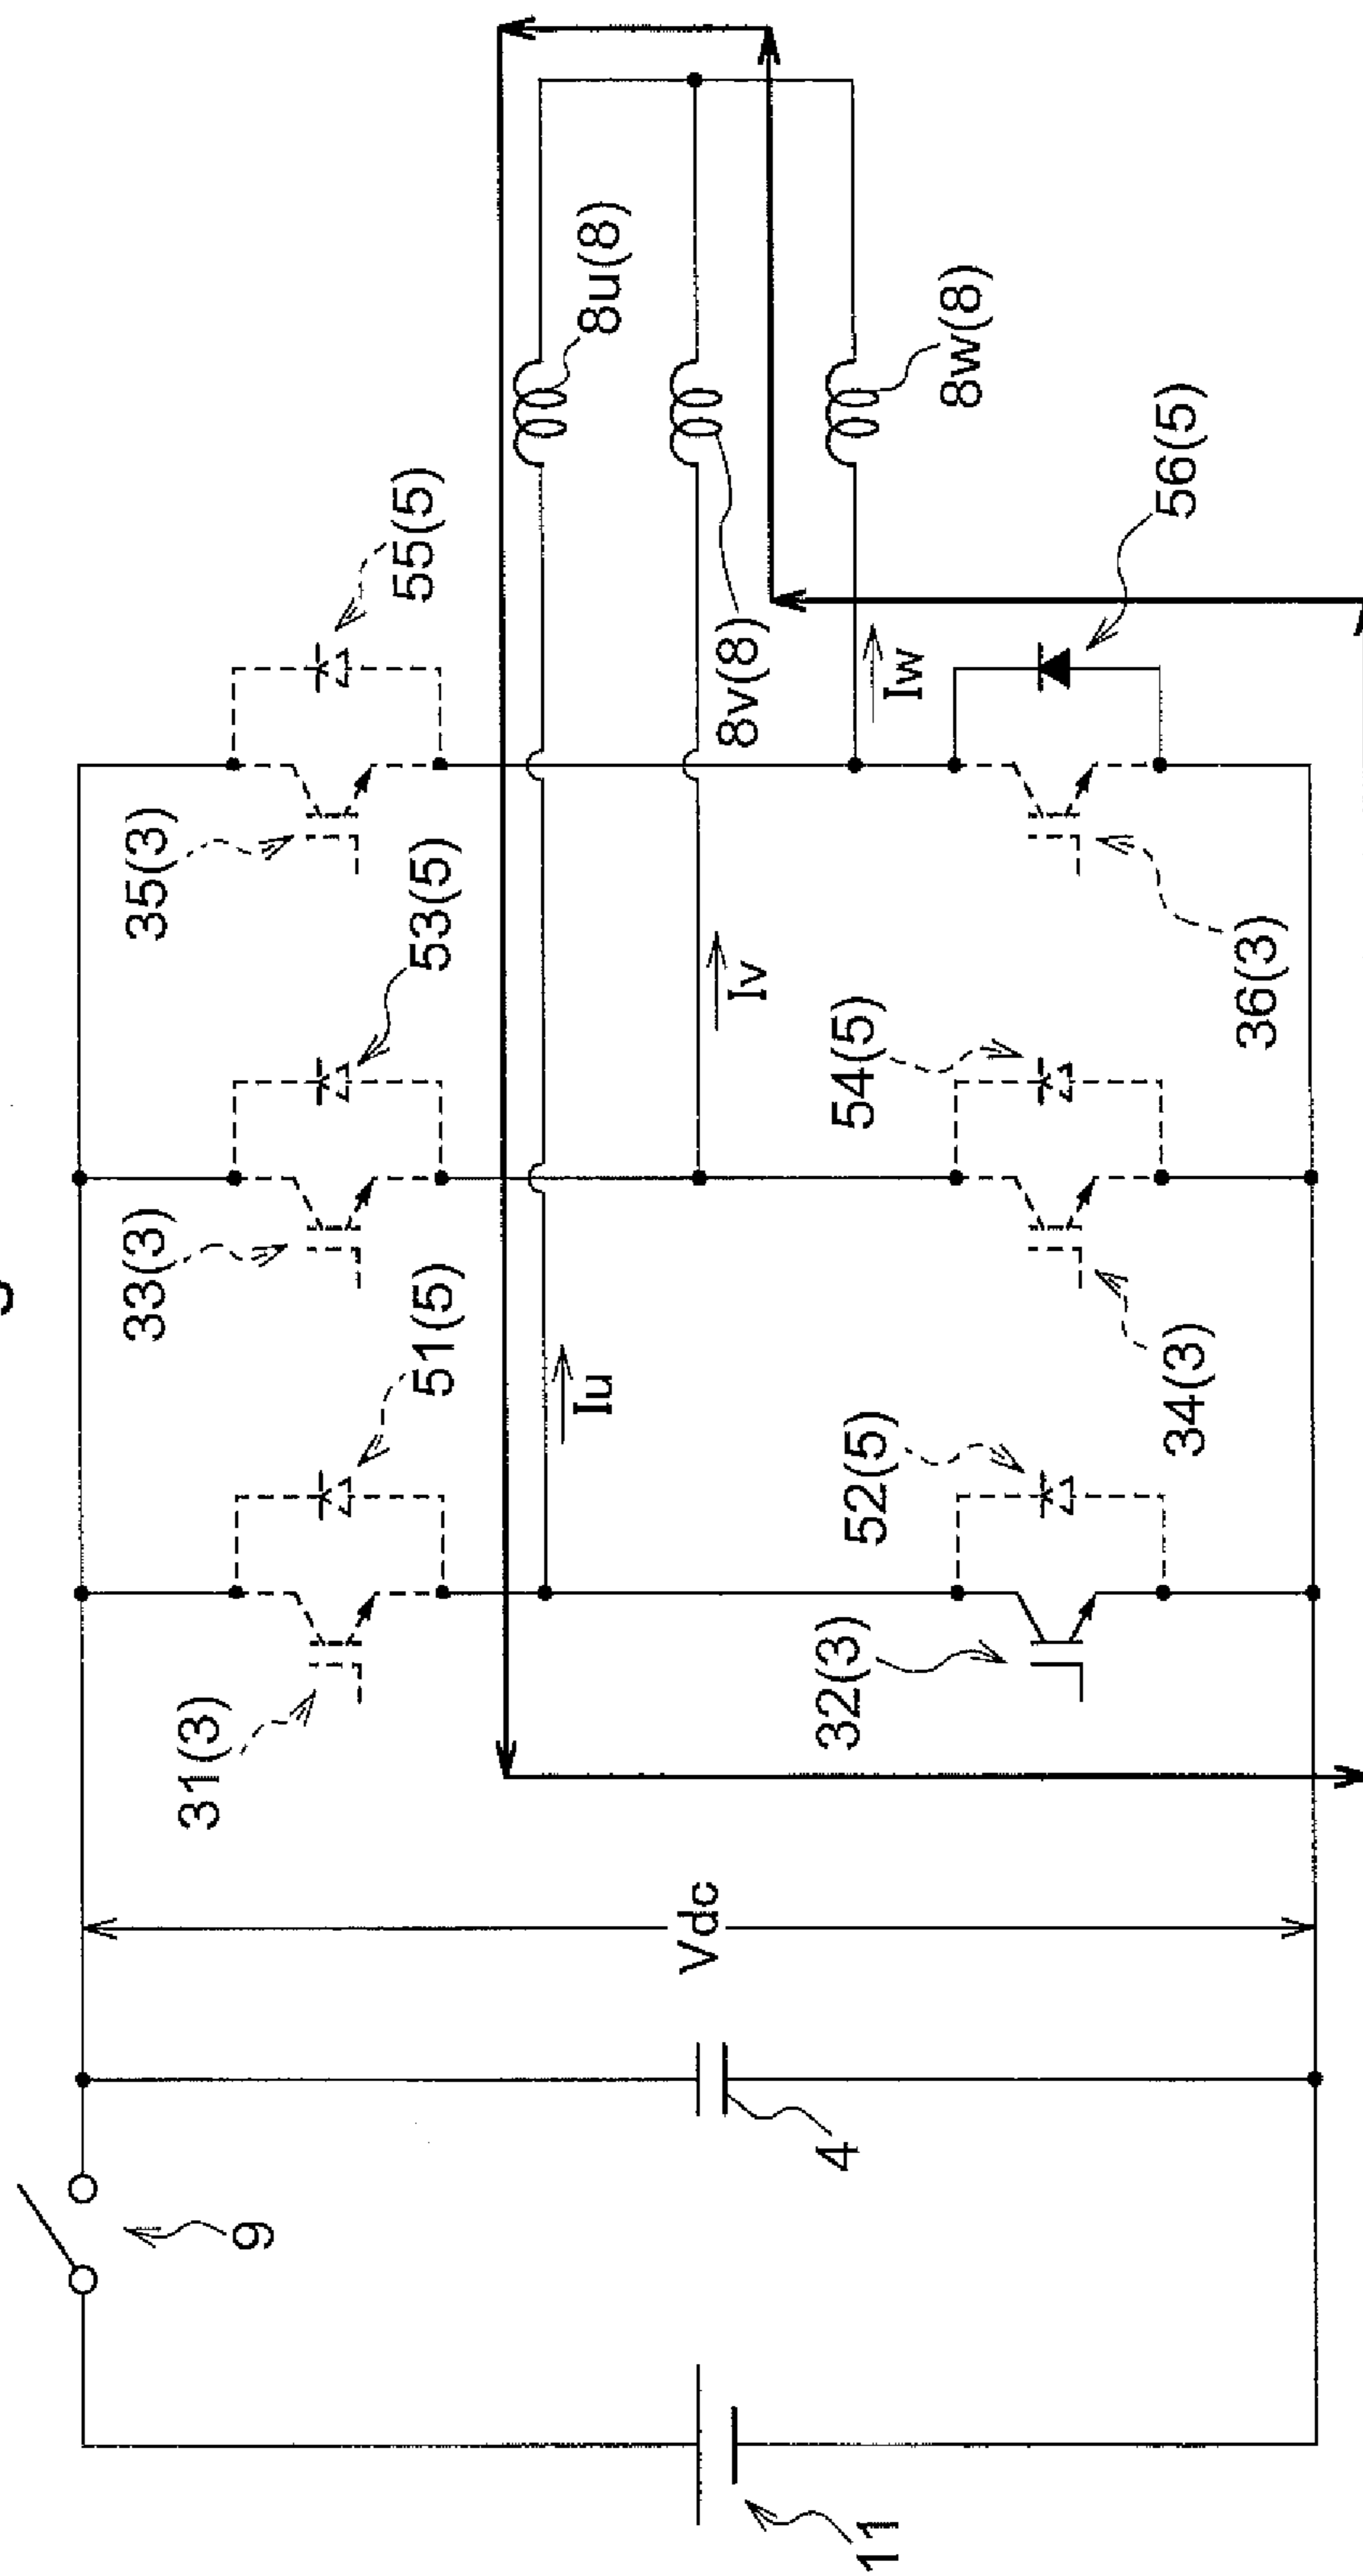 31(3)
51(5)
33(3)
53(5)
35(3)
55(5)
9
Iu
8u(8)
Vdc
4
11
Iv
8v(8)
32(3)
52(5)
54(5)
Iw
8w(8)
34(3)
36(3)
56(5)